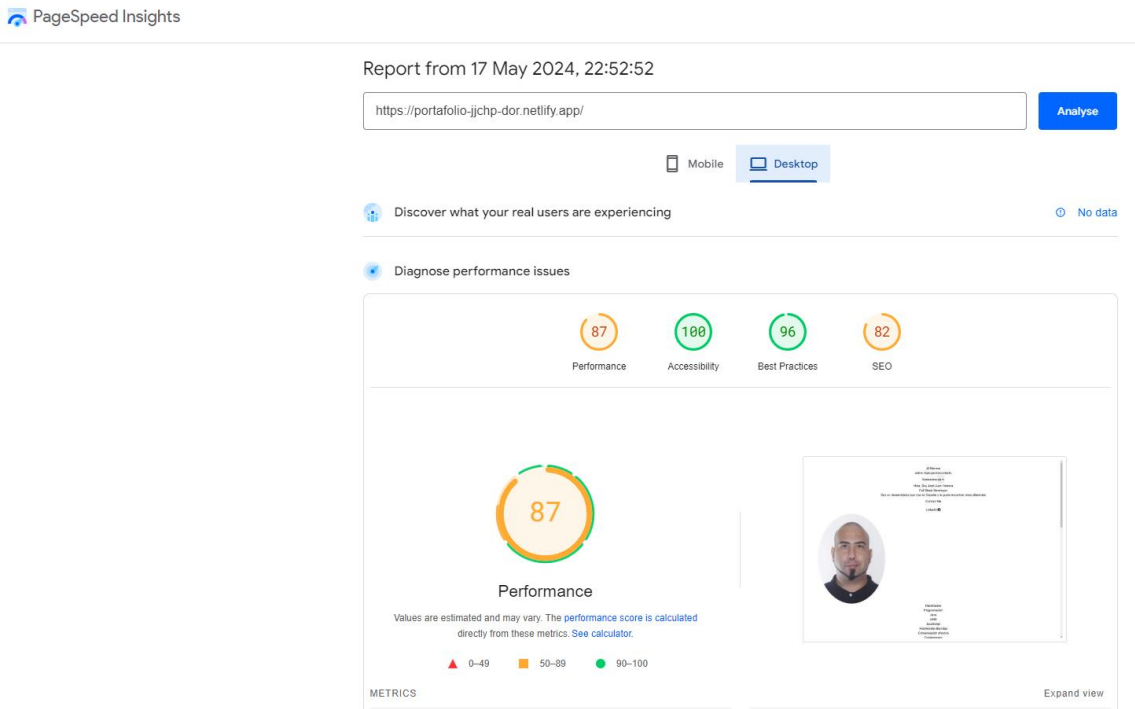 PageSpeed Insights
Report from 17 May 2024, 22:52:52
https://portafolio-jjchp-dor.netlify.app/
Analyse
Mobile
Desktop
Discover what your real users are experiencing
No data
Diagnose performance issues
87
100
96
82
Performance
Accessibility
Best Practices
SEO
87
Performance
Values are estimated and may vary. The performance score is calculated
directly from these metrics. See calculator.
0–49
50–89
90–100
METRICS
Expand view